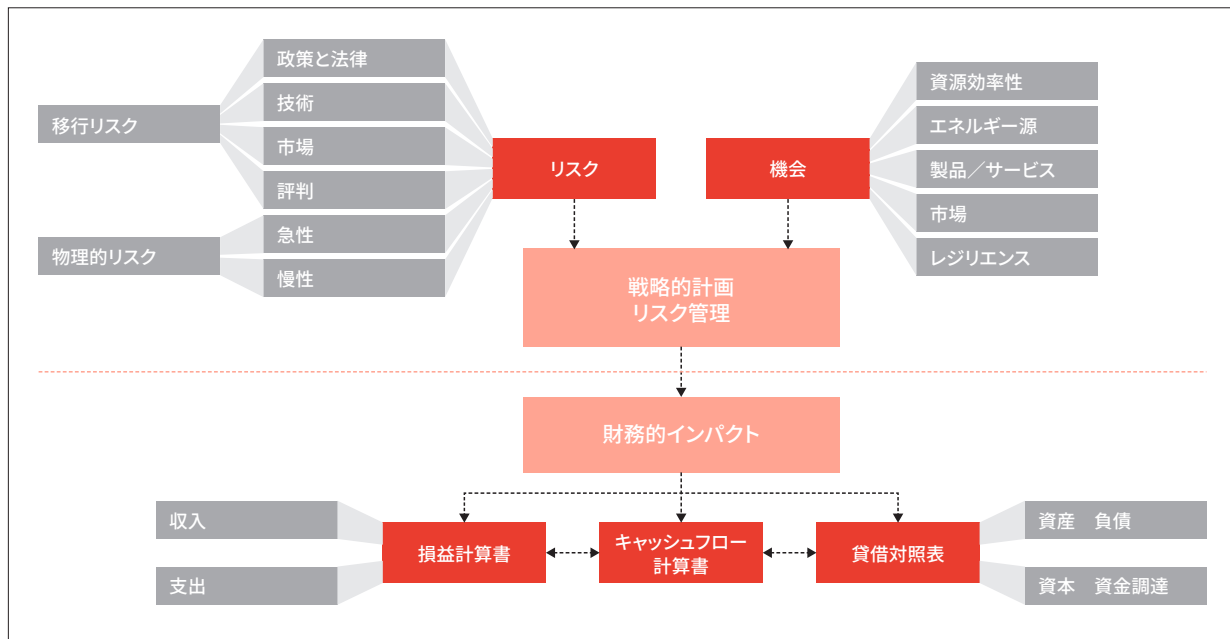 移行リスク
物理的リスク
政策と法律
技術
市場
評判
急性
慢性
リスク
機会
資源効率性
エネルギー源
製品／サービス
市場
レジリエンス
戦略的計画
リスク管理
財務的インパクト
収入
支出
損益計算書
キャッシュフロー
計算書
貸借対照表
資産　負債
資本　資金調達